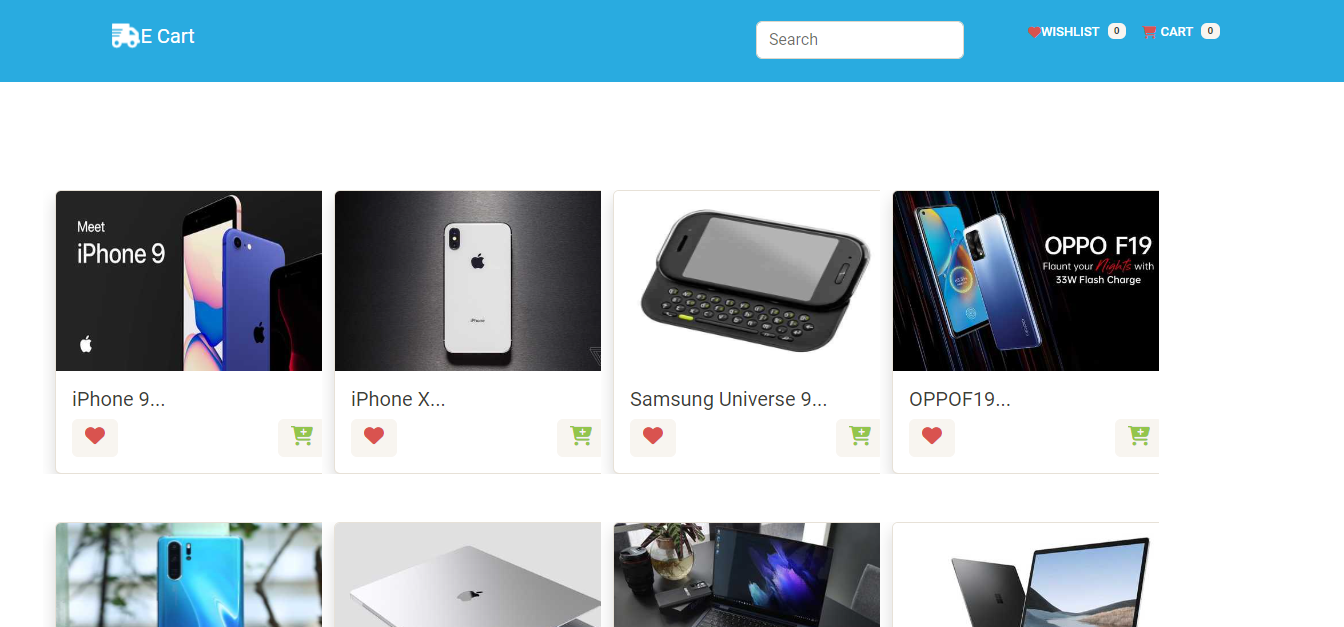 E Cart
Search
WISHLIST 0
CART 0
Meet
iPhone 9
iPhone
OPPO F19
Flaunt your Nights with
33W Flash Charge
iPhone 9...
iPhone X...
Samsung Universe 9...
OPPOF19...